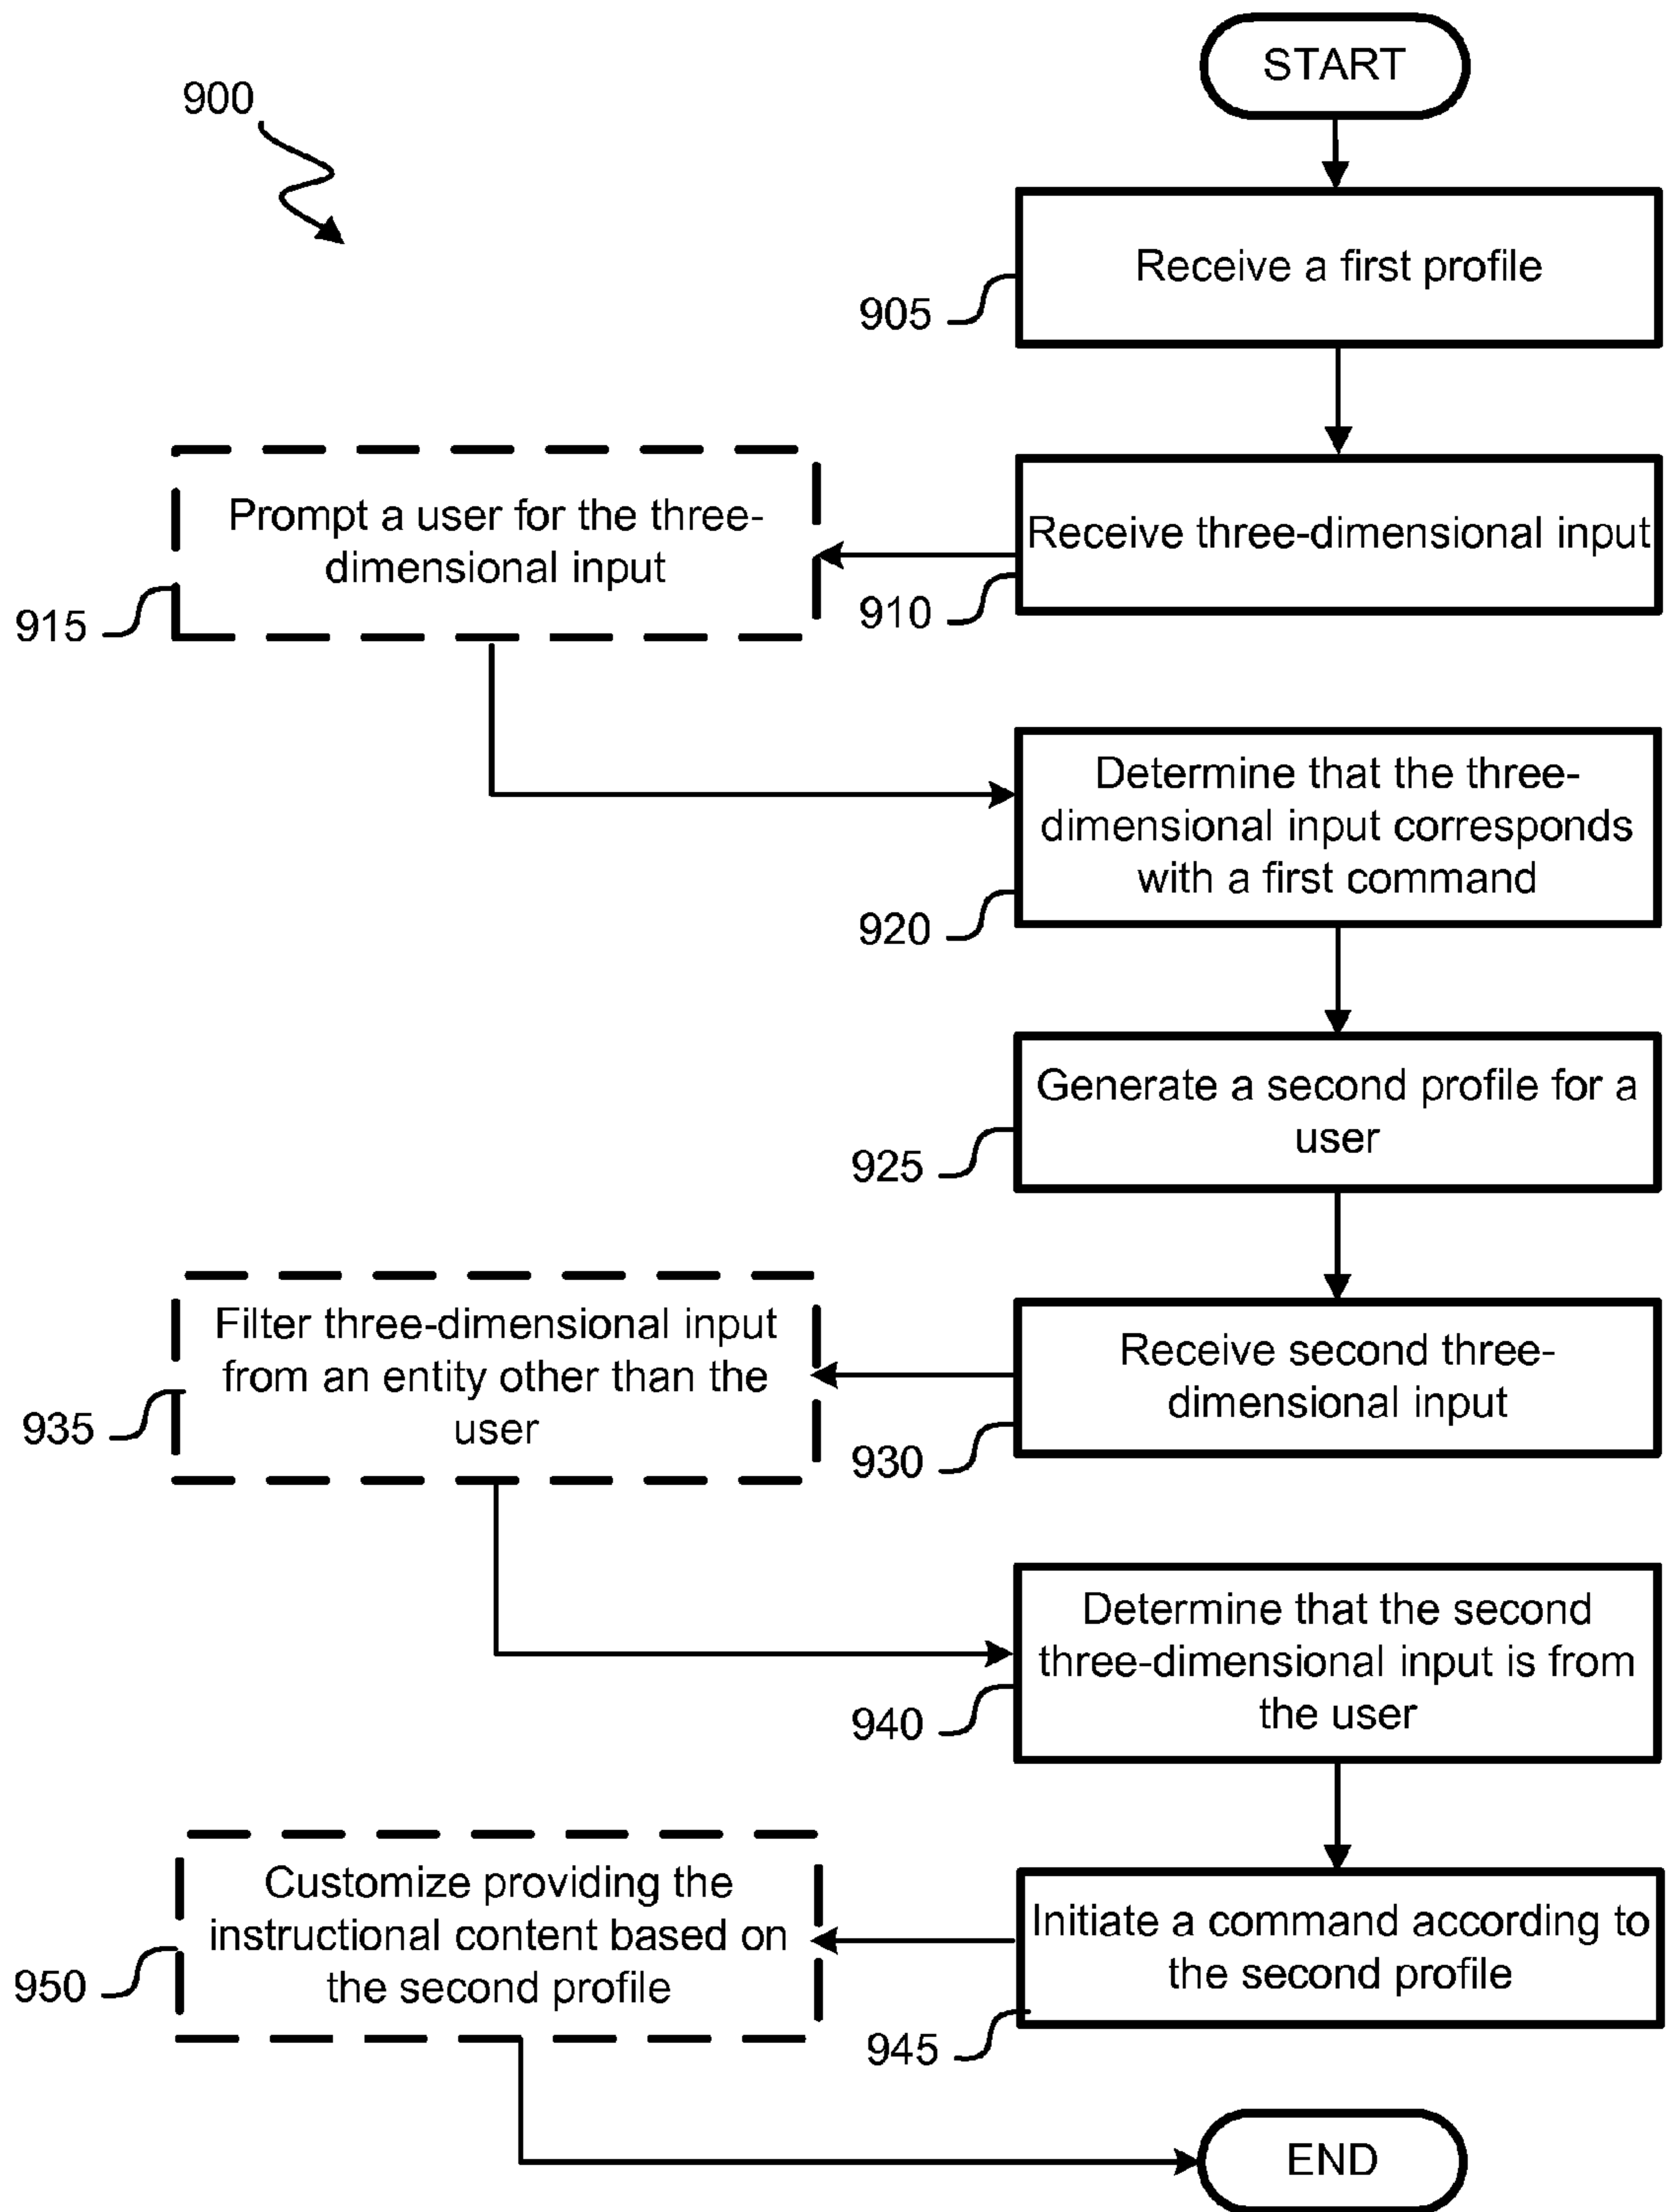 START
900
Receive a first profile
905
Prompt a user for the three-
dimensional input
915
Receive three-dimensional input
910
Determine that the three-
dimensional input corresponds
with a first command
920
Generate a second profile for a
user
925
Filter three-dimensional input
from an entity other than the
user
935
Receive second three-
dimensional input
930
Determine that the second
three-dimensional input is from
the user
940
Customize providing the
instructional content based on
the second profile
950
Initiate a command according to
the second profile
945
END